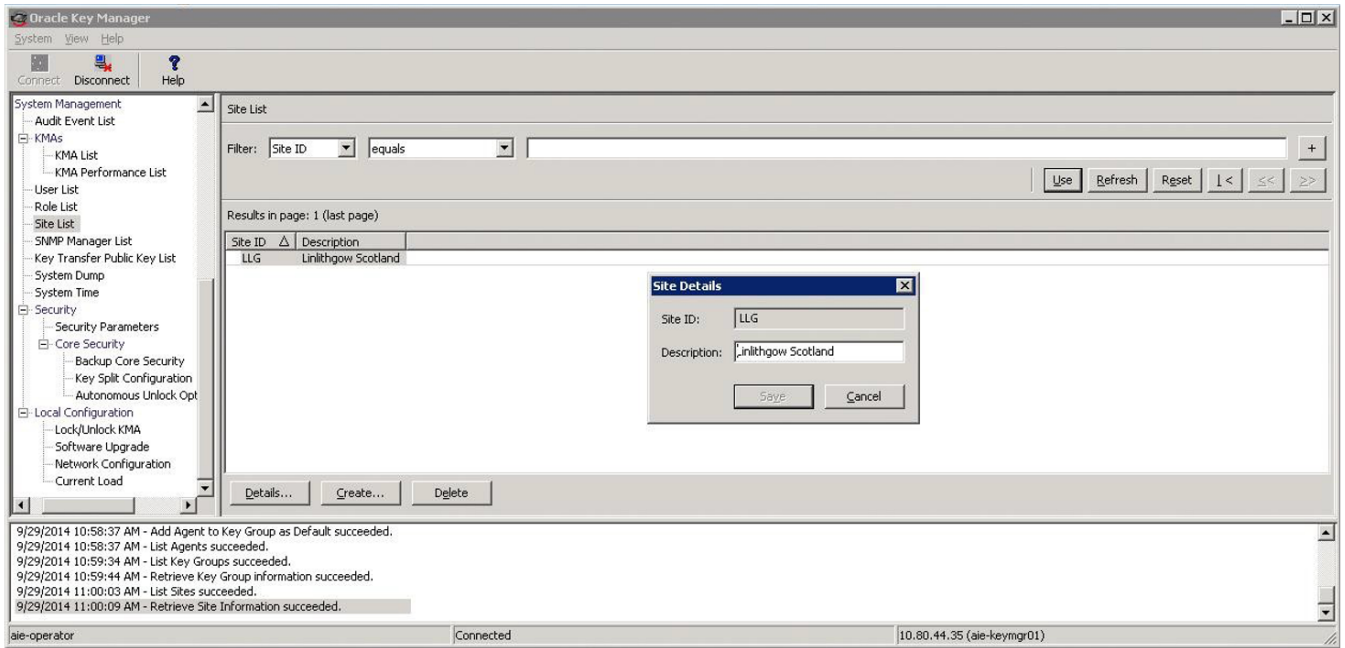 Oracle Key Manager
System View Help
Connect Disconnect Help
System Management
Audit Event List
KMAs
KMA List
KMA Performance List
User List
Role List
Site List
SNMP Manager List
Key Transfer Public Key List
System Dump
System Time
Security
Security Parameters
Core Security
Backup Core Security
Key Split Configuration
Autonomous Unlock Opt
Local Configuration
Lock/Unlock KMA
Software Upgrade
Network Configuration
Current Load
Site List
Filter: Site ID equals +
Use Refresh Reset |< << >>
Results in page: 1 (last page)
Site ID Description
LLG Linlithgow Scotland
Site Details
Site ID: LLG
Description: Linlithgow Scotland
Save Cancel
Details... Create... Delete
9/29/2014 10:58:37 AM - Add Agent to Key Group as Default succeeded.
9/29/2014 10:58:37 AM - List Agents succeeded.
9/29/2014 10:59:34 AM - List Key Groups succeeded.
9/29/2014 10:59:44 AM - Retrieve Key Group information succeeded.
9/29/2014 11:00:03 AM - List Sites succeeded.
9/29/2014 11:00:09 AM - Retrieve Site Information succeeded.
aie-operator Connected 10.80.44.35 (aie-keymgr01)